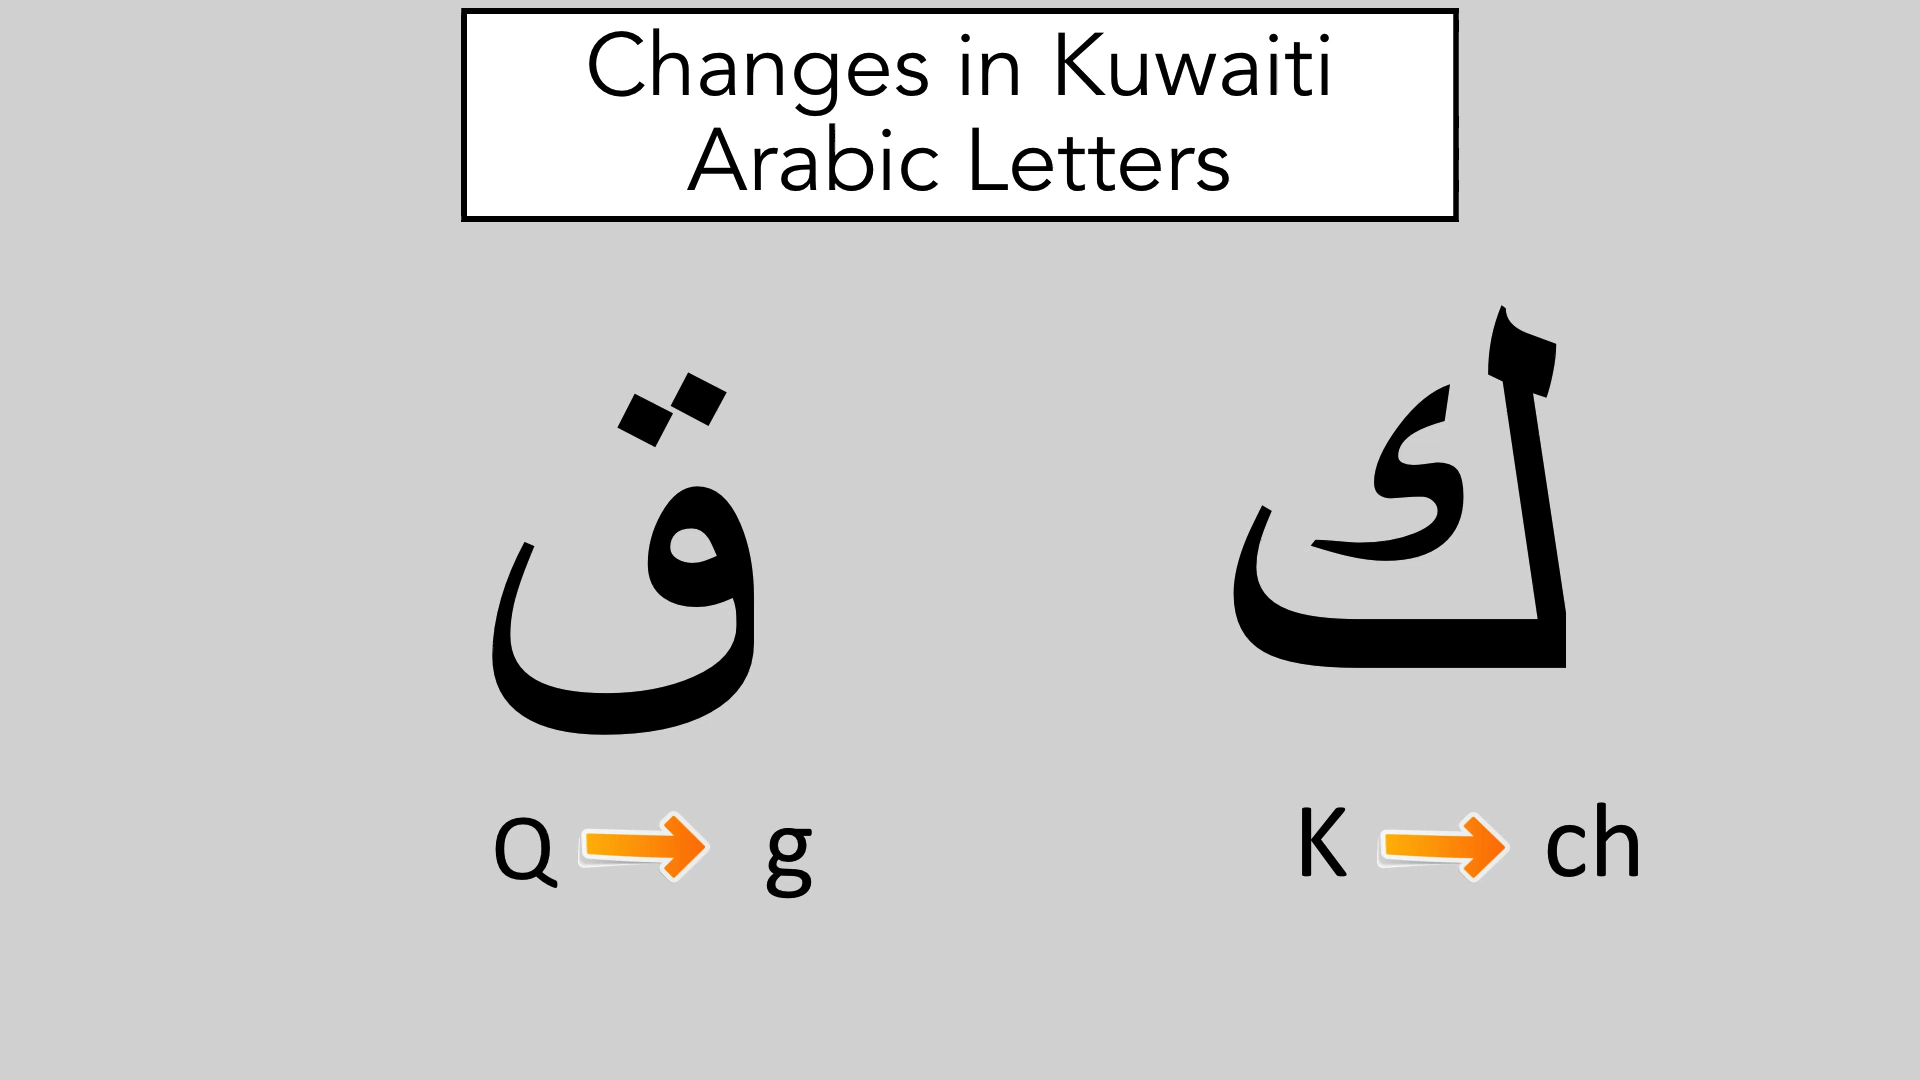 Changes in Kuwaiti
Arabic Letters
ق
ك
Q g
K ch